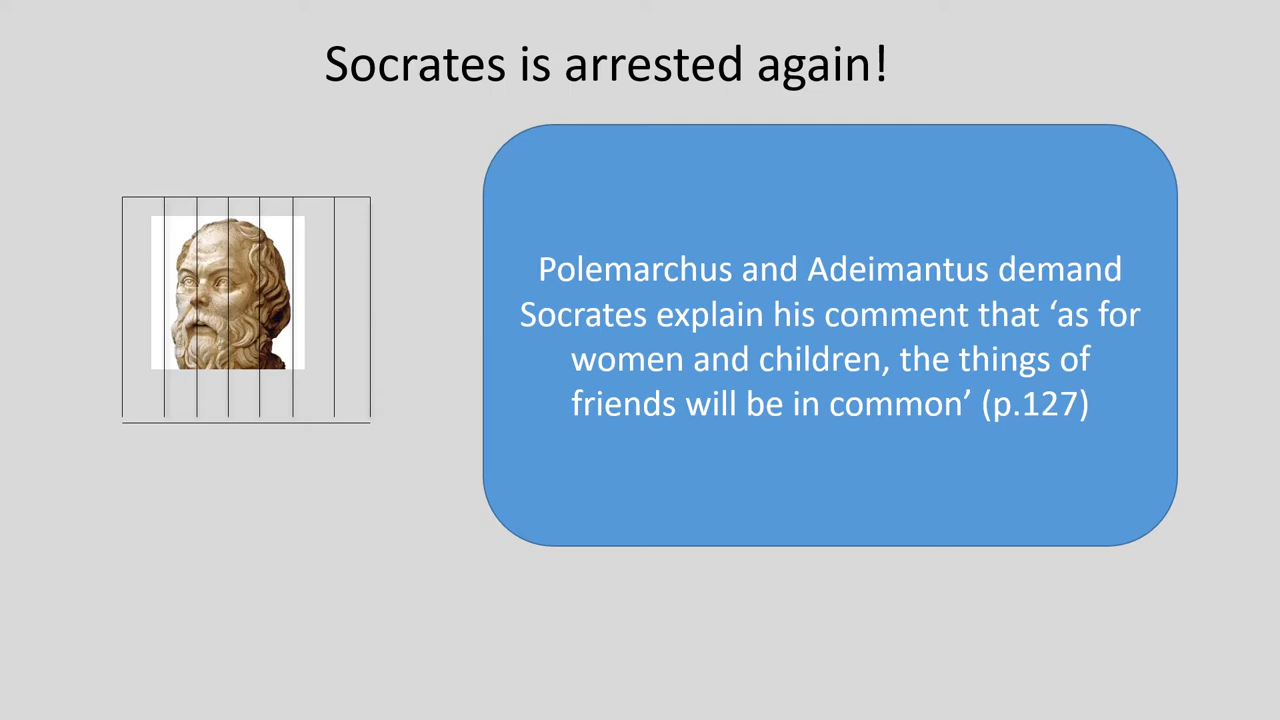 Socrates is arrested again!
Polemarchus and Adeimantus demand
Socrates explain his comment that ‘as for
women and children, the things of
friends will be in common’ (p.127)